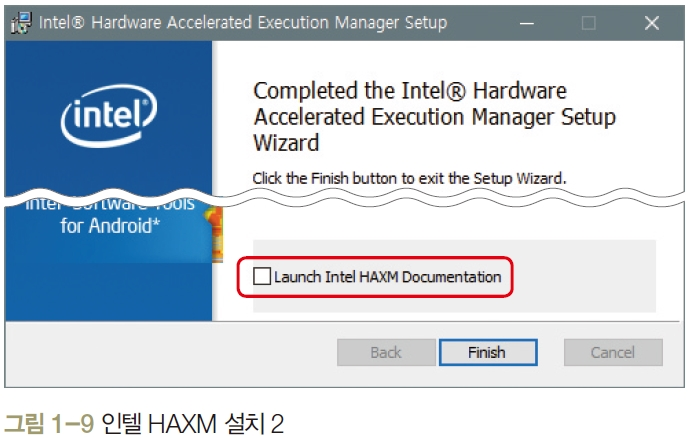 Intel® Hardware Accelerated Execution Manager Setup
intel®
Completed the Intel® Hardware
Accelerated Execution Manager Setup
Wizard
Click the Finish button to exit the Setup Wizard.
Intel Software Tools
for Android*
Launch Intel HAXM Documentation
Back Finish Cancel
그림 1-9 인텔 HAXM 설치 2